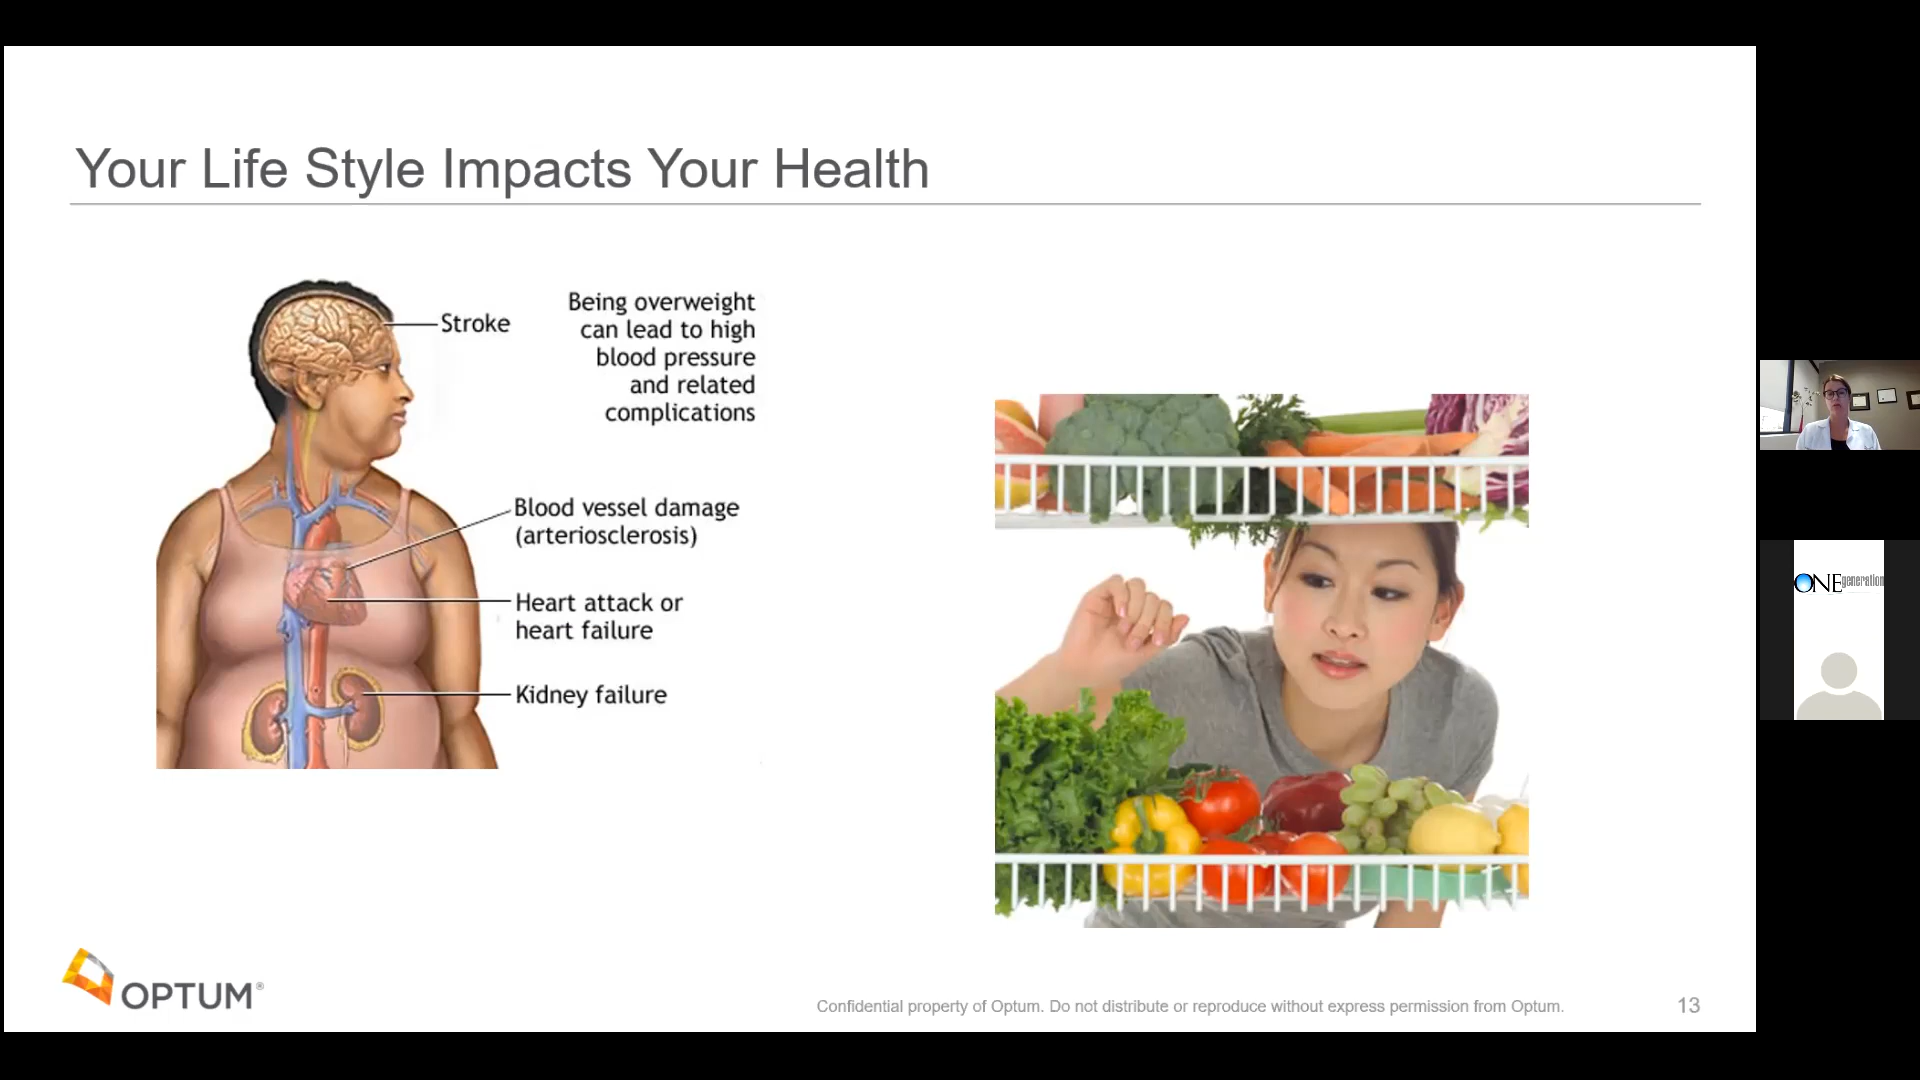 Your Life Style Impacts Your Health
Stroke
Being overweight
can lead to high
blood pressure
and related
complications
Blood vessel damage
(arteriosclerosis)
Heart attack or
heart failure
Kidney failure
OPTUM®
Confidential property of Optum. Do not distribute or reproduce without express permission from Optum.
13
ONEgeneration